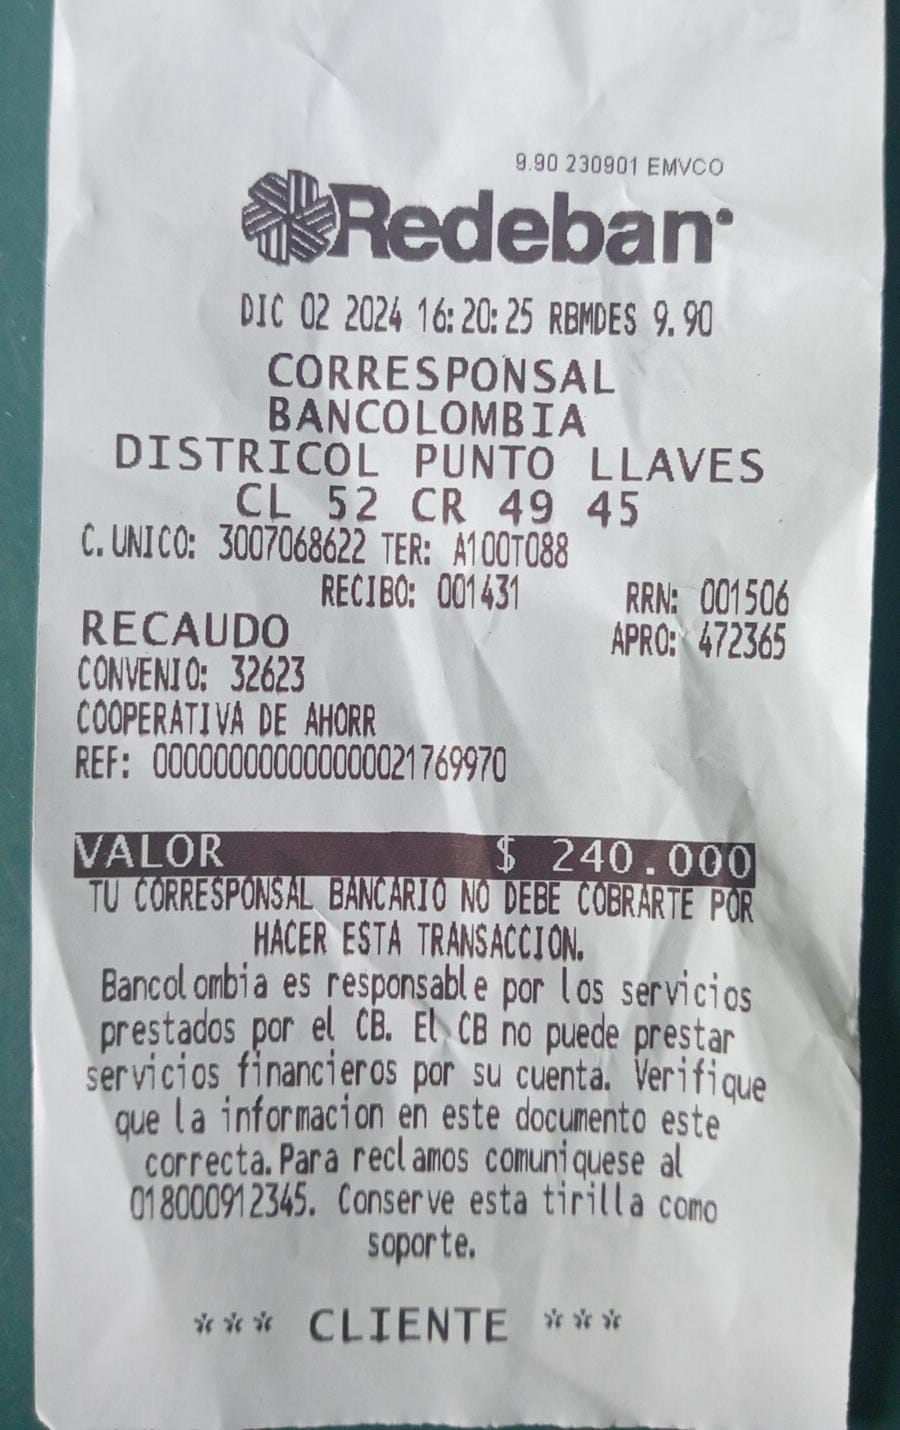 9.90 230901 EMVCO
Redeban
DIC 02 2024 16:20:25 RBMDES 9.90
CORRESPONSAL
BANCOLOMBIA
DISTRICOL PUNTO LLAVES
CL 52 CR 49 45
C.UNICO: 3007068622 TER: A100T088
RECIBO: 001431 RRN: 001506
RECAUDO APRO: 472365
CONVENIO: 32623
COOPERATIVA DE AHORR
REF: 000000000000000021769970
VALOR $ 240.000
TU CORRESPONSAL BANCARIO NO DEBE COBRARTE POR
HACER ESTA TRANSACCION.
Bancolombia es responsable por los servicios
prestados por el CB. El CB no puede prestar
servicios financieros por su cuenta. Verifique
que la informacion en este documento este
correcta.Para reclamos comuniquese al
018000912345. Conserve esta tirilla como
soporte.
*** CLIENTE ***